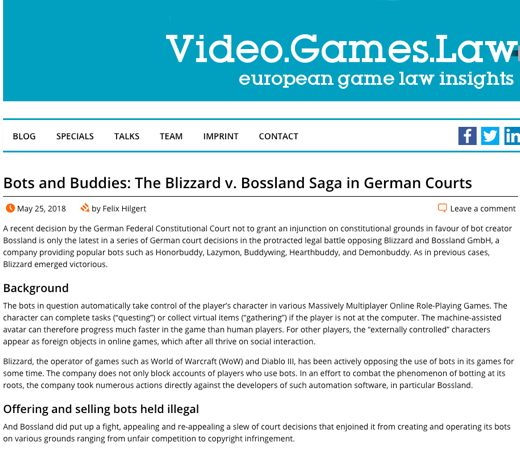 Video.Games.Law
european game law insights
BLOG SPECIALS TALKS TEAM IMPRINT CONTACT
Bots and Buddies: The Blizzard v. Bossland Saga in German Courts
May 25, 2018 by Felix Hilgert Leave a comment
A recent decision by the German Federal Constitutional Court not to grant an injunction on constitutional grounds in favour of bot creator
Bossland is only the latest in a series of German court decisions in the protracted legal battle opposing Blizzard and Bossland GmbH, a
company providing popular bots such as Honorbuddy, Lazymon, Buddywing, Hearthbuddy, and Demonbuddy. As in previous cases,
Blizzard emerged victorious.
Background
The bots in question automatically take control of the player's character in various Massively Multiplayer Online Role-Playing Games. The
character can complete tasks ("questing") or collect virtual items ("gathering") if the player is not at the computer. The machine-assisted
avatar can therefore progress much faster in the game than human players. For other players, the "externally controlled" characters
appear as foreign objects in online games, which after all thrive on social interaction.
Blizzard, the operator of games such as World of Warcraft (WoW) and Diablo III, has been actively opposing the use of bots in its games for
some time. The company does not only block accounts of players who use bots. In an effort to combat the phenomenon of botting at its
roots, the company took numerous actions directly against the developers of such automation software, in particular Bossland.
Offering and selling bots held illegal
And Bossland did put up a fight, appealing and re-appealing a slew of court decisions that enjoined it from creating and operating its bots
on various grounds ranging from unfair competition to copyright infringement.